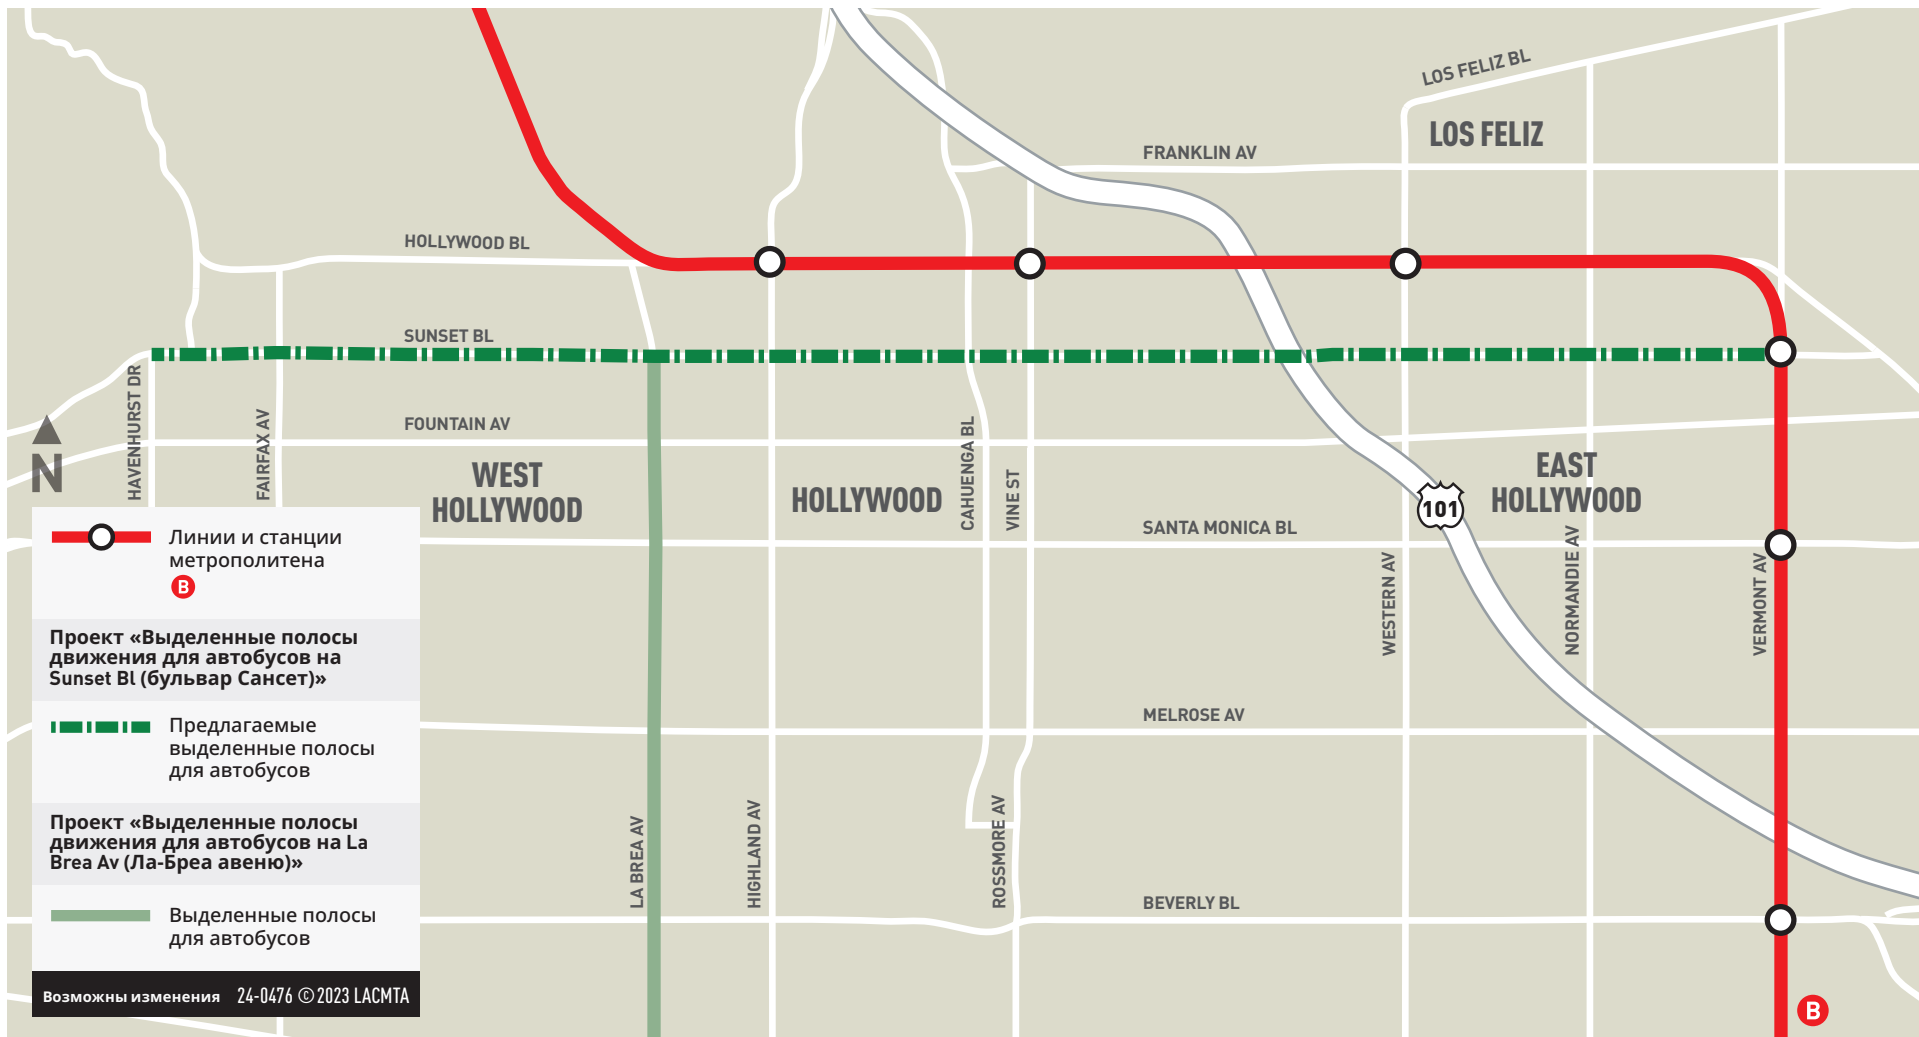 LOS FELIZ BL
LOS FELIZ
FRANKLIN AV
HOLLYWOOD BL
SUNSET BL
HAVENHURST DR
FAIRFAX AV
FOUNTAIN AV
N
WEST
HOLLYWOOD
HOLLYWOOD
CAHUENGA BL
VINE ST
EAST
HOLLYWOOD
101
SANTA MONICA BL
WESTERN AV
NORMANDIE AV
VERMONT AV
MELROSE AV
LA BREA AV
HIGHLAND AV
ROSSMORE AV
BEVERLY BL
B
Линии и станции
метрополитена
B
Проект «Выделенные полосы
движения для автобусов на
Sunset Bl (бульвар Сансет)»
Предлагаемые
выделенные полосы
для автобусов
Проект «Выделенные полосы
движения для автобусов на La
Brea Av (Ла-Бреа авеню)»
Выделенные полосы
для автобусов
Возможны изменения 24-0476 ©2023 LACMTA